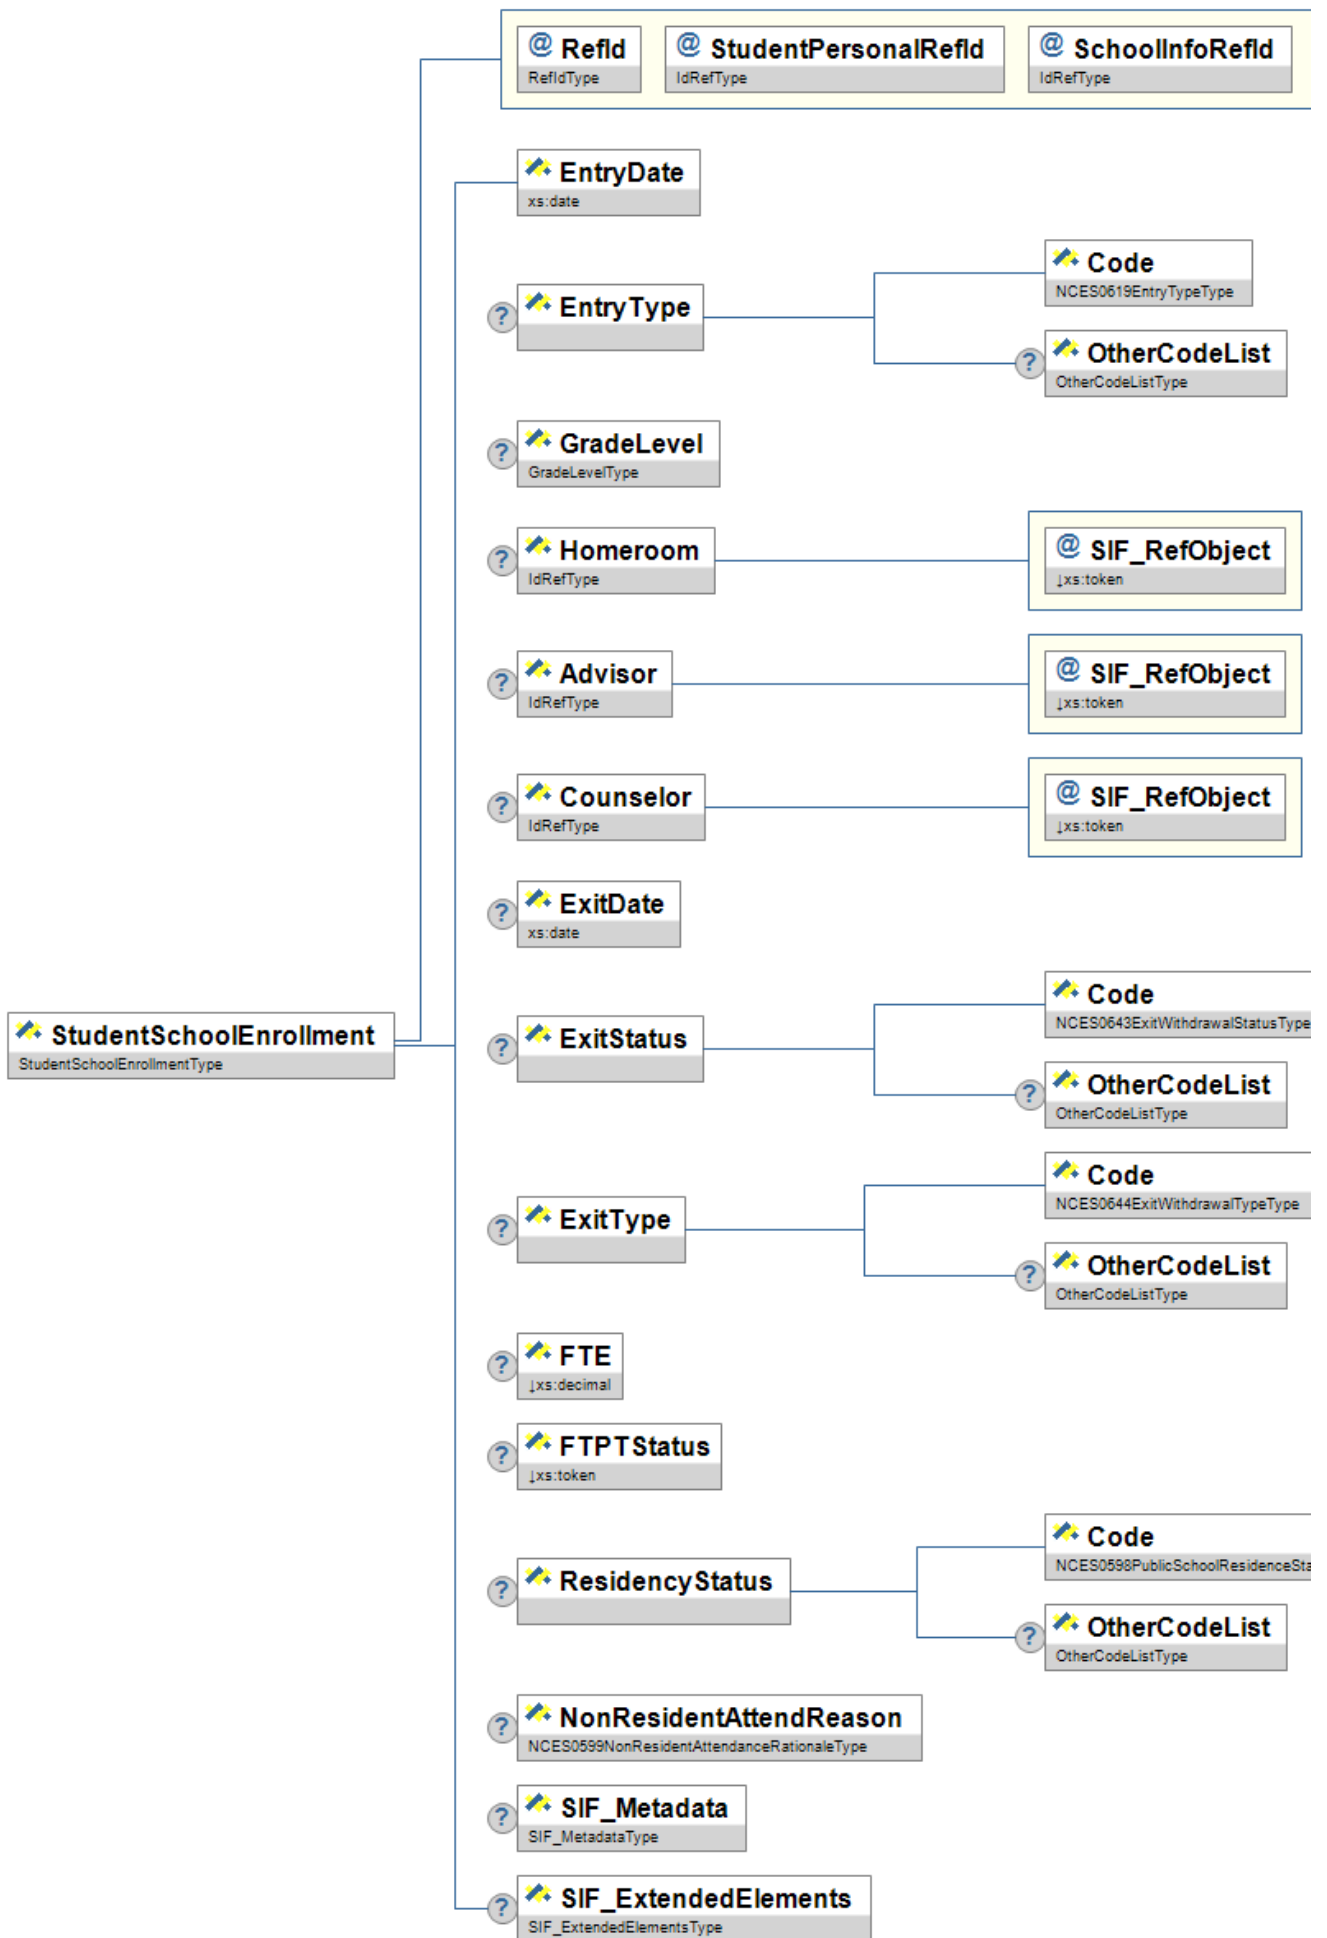 @ RefId @ StudentPersonalRefId @ SchoolInfoRefId
RefIdType IdRefType IdRefType
EntryDate
xs:date
Code
NCES0619EntryTypeType
? EntryType
? OtherCodeList
OtherCodeListType
? GradeLevel
GradeLevelType
? Homeroom @ SIF_RefObject
IdRefType ↓xs:token
? Advisor @ SIF_RefObject
IdRefType ↓xs:token
? Counselor @ SIF_RefObject
IdRefType ↓xs:token
? ExitDate
xs:date
Code
NCES0643ExitWithdrawalStatusType
StudentSchoolEnrollment ? ExitStatus
StudentSchoolEnrollmentType
? OtherCodeList
OtherCodeListType
Code
NCES0644ExitWithdrawalTypeType
? ExitType
? OtherCodeList
OtherCodeListType
? FTE
↓xs:decimal
? FTPTStatus
↓xs:token
Code
NCES0598PublicSchoolResidenceSta
? ResidencyStatus
? OtherCodeList
OtherCodeListType
? NonResidentAttendReason
NCES0599NonResidentAttendanceRationaleType
? SIF_Metadata
SIF_MetadataType
? SIF_ExtendedElements
SIF_ExtendedElementsType